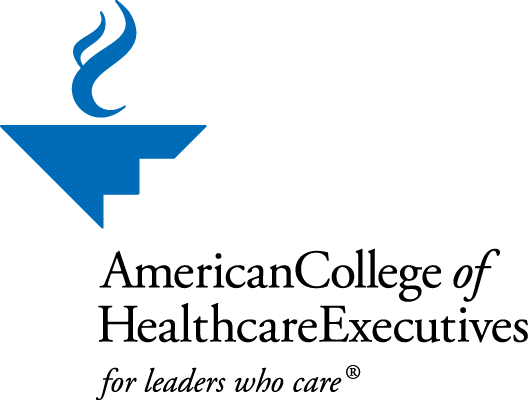 AmericanCollege of
HealthcareExecutives
for leaders who care®